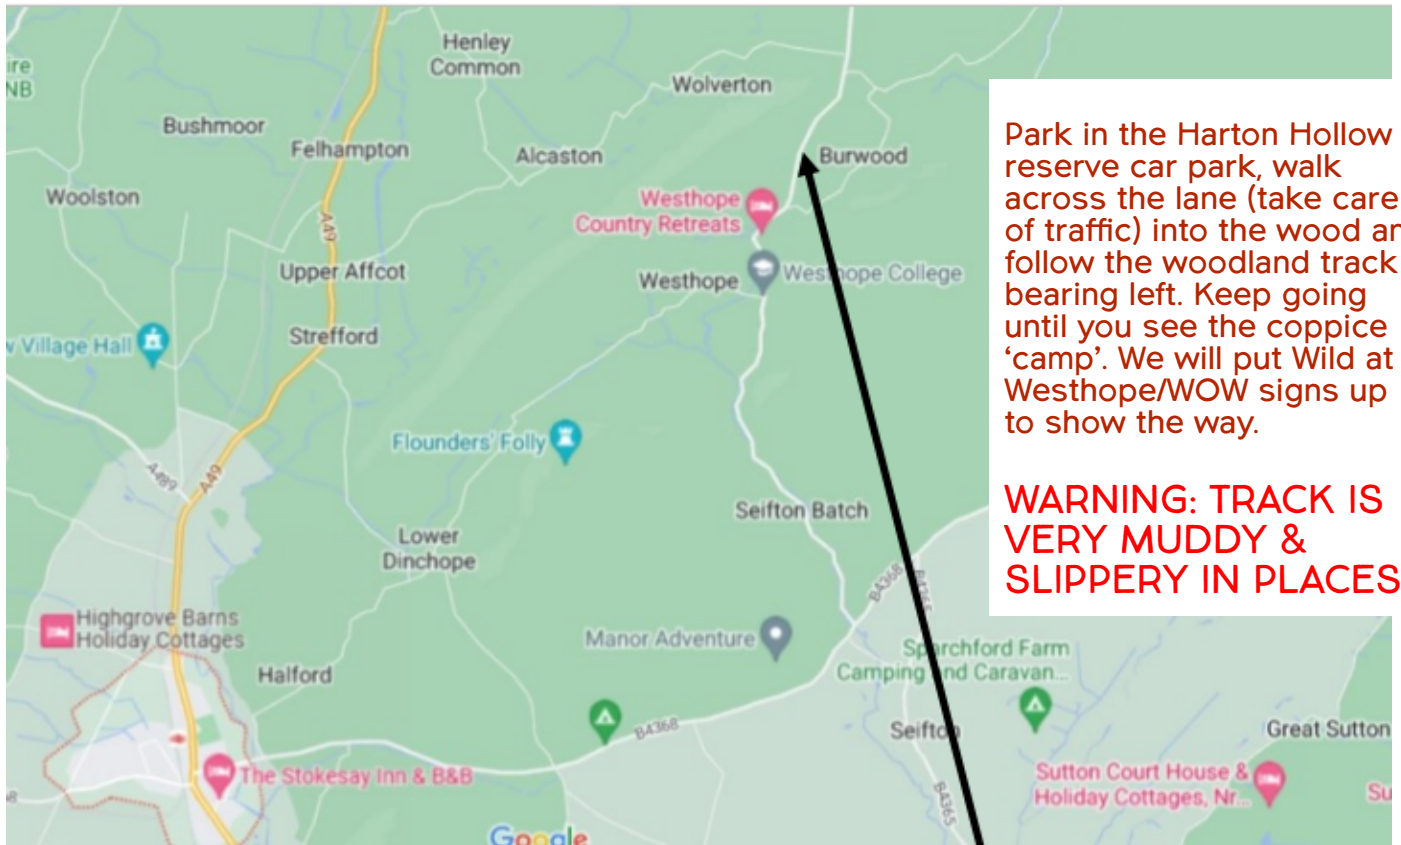 Henley
Common
ire
NB
Wolverton
Bushmoor
Felhampton
Alcaston
Burwood
Woolston
Westhope
Country Retreats
A49
Upper Affcot
Westhope
Westhope College
Strefford
w Village Hall
Flounders' Folly
A489
A49
Seifton Batch
Lower
Dinchope
B4368
B4365
Highgrove Barns
Holiday Cottages
Manor Adventure
Sparchford Farm
Camping and Caravan...
Halford
B4368
Seifton
Great Sutton
The Stokesay Inn & B&B
Sutton Court House &
Holiday Cottages, Nr...
Su
B4365
Google
Park in the Harton Hollow
reserve car park, walk
across the lane (take care
of traffic) into the wood an
follow the woodland track
bearing left. Keep going
until you see the coppice
‘camp’. We will put Wild at
Westhope/WOW signs up
to show the way.
WARNING: TRACK IS
VERY MUDDY &
SLIPPERY IN PLACES